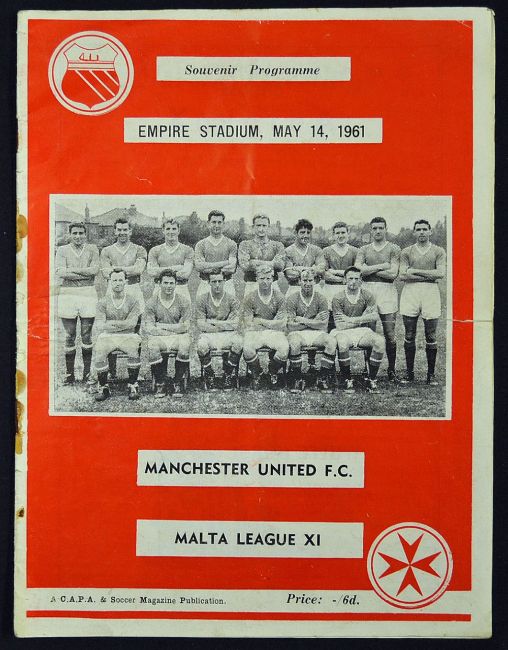 Souvenir Programme
EMPIRE STADIUM, MAY 14, 1961
MANCHESTER UNITED F.C.
MALTA LEAGUE XI
A C.A.P.A. & Soccer Magazine Publication.
Price: -/6d.